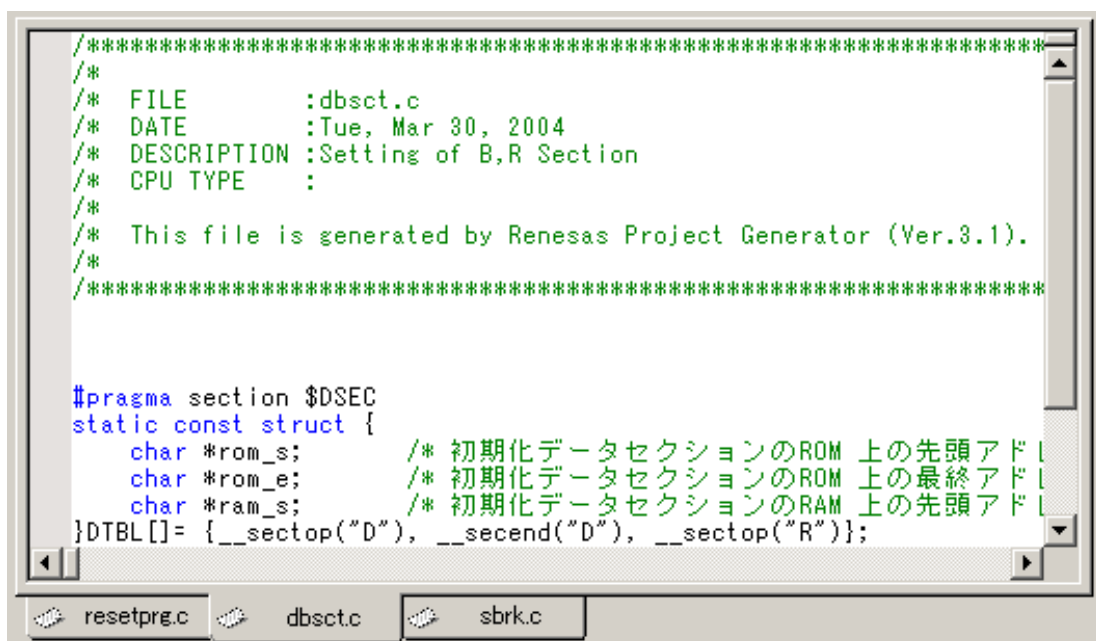 /******************************************************************
/*
/*  FILE        :dbsct.c
/*  DATE        :Tue, Mar 30, 2004
/*  DESCRIPTION :Setting of B,R Section
/*  CPU TYPE    :
/*
/*  This file is generated by Renesas Project Generator (Ver.3.1).
/*
/******************************************************************
#pragma section $DSEC
static const struct {
    char *rom_s;       /* 初期化データセクションのROM 上の先頭アド
    char *rom_e;       /* 初期化データセクションのROM 上の最終アド
    char *ram_s;       /* 初期化データセクションのRAM 上の先頭アド
}DTBL[]= {__sectop("D"), __secend("D"), __sectop("R")};
resetprg.c dbsct.c sbrk.c